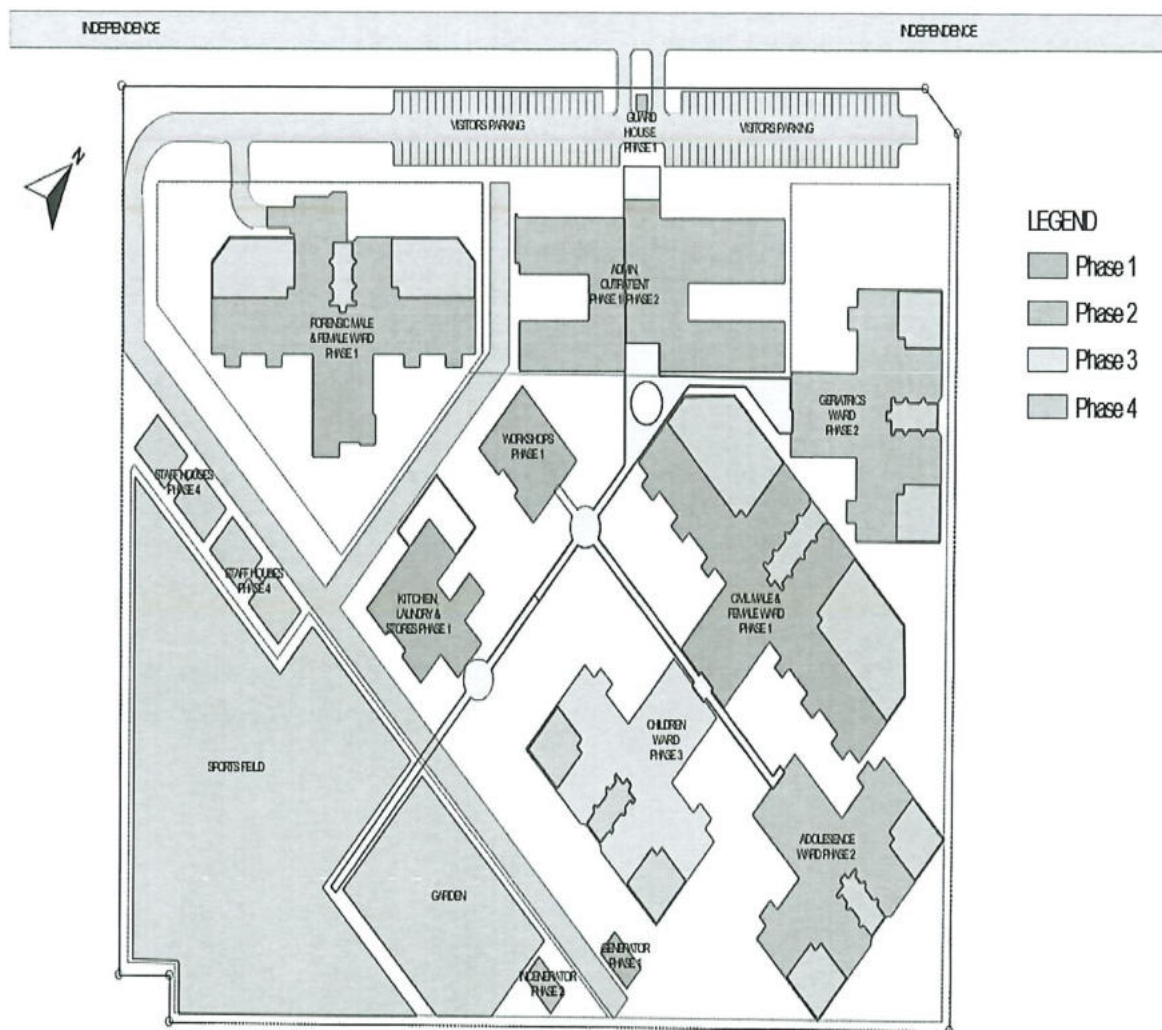 INDEPENDENCE
INDEPENDENCE
VISITORS PARKING
GUARD
HOUSE
PHASE 1
VISITORS PARKING
N
LEGEND
Phase 1
Phase 2
Phase 3
Phase 4
ADMIN
OUTPATIENT
PHASE 1 PHASE 2
FORENSIC MALE
& FEMALE WARD
PHASE 1
GERIATRICS
WARD
PHASE 2
WORKSHOPS
PHASE 1
STAFF HOUSES
PHASE 4
STAFF HOUSES
PHASE 4
KITCHEN,
LAUNDRY &
STORES PHASE 1
CIVIL MALE &
FEMALE WARD
PHASE 1
CHILDREN
WARD
PHASE 3
SPORTS FEILD
ADOLESENCE
WARD PHASE 2
GARDEN
GENERATOR
PHASE 1
INCENERATOR
PHASE 2